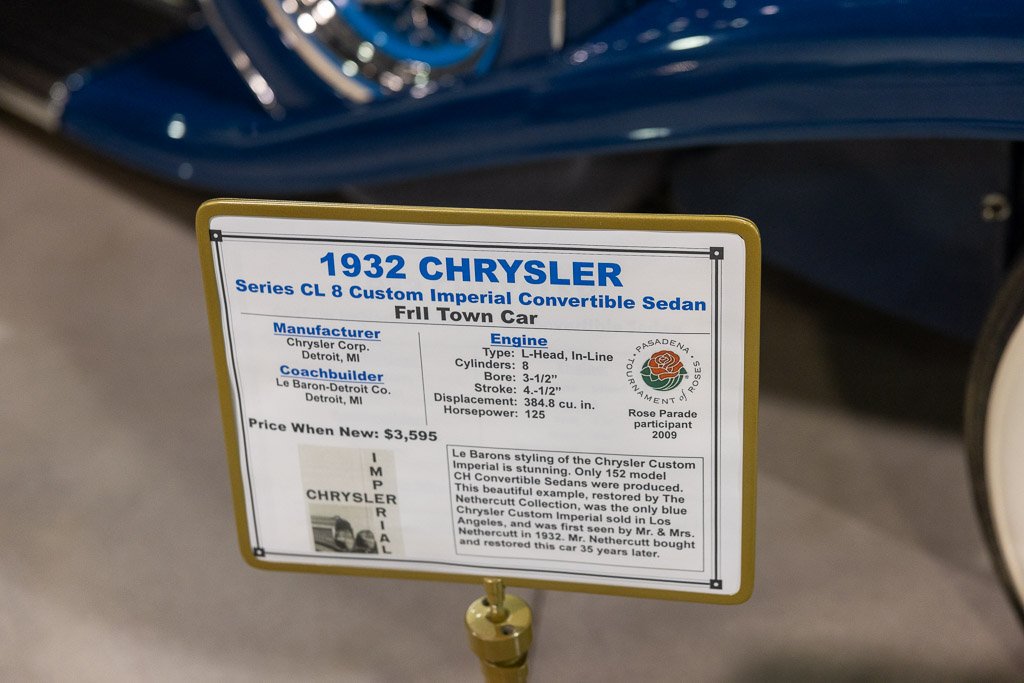 1932 CHRYSLER
Series CL 8 Custom Imperial Convertible Sedan
FrII Town Car
Manufacturer
Chrysler Corp.
Detroit, MI
Coachbuilder
Le Baron-Detroit Co.
Detroit, MI
Engine
Type: L-Head, In-Line
Cylinders: 8
Bore: 3-1/2”
Stroke: 4.-1/2”
Displacement: 384.8 cu. in.
Horsepower: 125
PASADENA
TOURNAMENT of ROSES
Rose Parade
participant
2009
Price When New: $3,595
IMPERIAL
CHRYSLER
Le Barons styling of the Chrysler Custom
Imperial is stunning. Only 152 model
CH Convertible Sedans were produced.
This beautiful example, restored by The
Nethercutt Collection, was the only blue
Chrysler Custom Imperial sold in Los
Angeles, and was first seen by Mr. & Mrs.
Nethercutt in 1932. Mr. Nethercutt bought
and restored this car 35 years later.